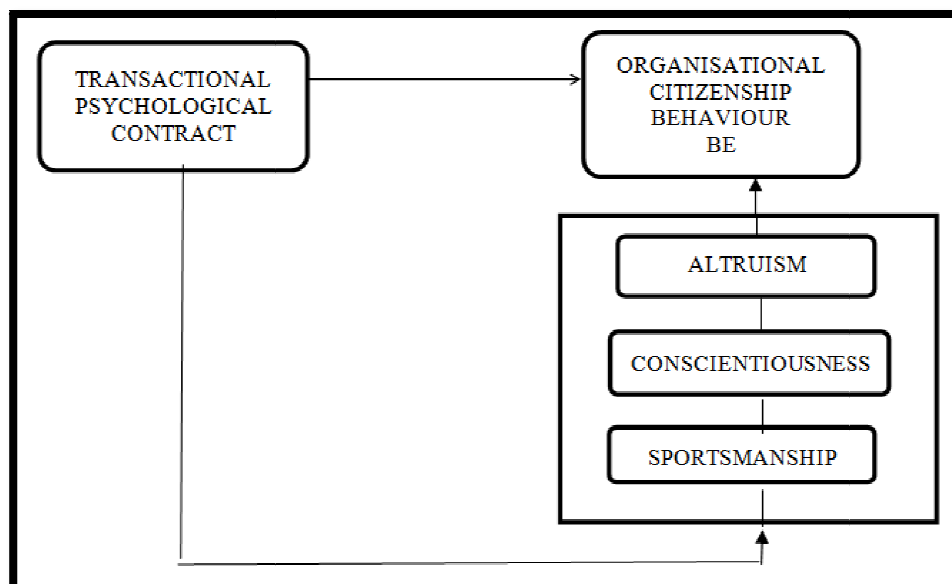 TRANSACTIONAL
PSYCHOLOGICAL
CONTRACT
ORGANISATIONAL
CITIZENSHIP
BEHAVIOUR
BE
ALTRUISM
CONSCIENTIOUSNESS
SPORTSMANSHIP